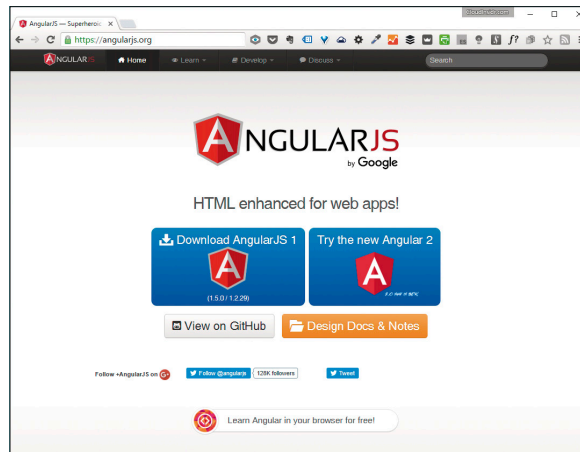 AngularJS — Superheroic
https://angularjs.org
ANGULARJS Home Learn Develop Discuss Search
ANGULARJS
by Google
HTML enhanced for web apps!
Download AngularJS 1 Try the new Angular 2
(1.5.0 / 1.2.29)
View on GitHub Design Docs & Notes
Follow +AngularJS on G+ Follow @angularjs 128K followers Tweet
Learn Angular in your browser for free!